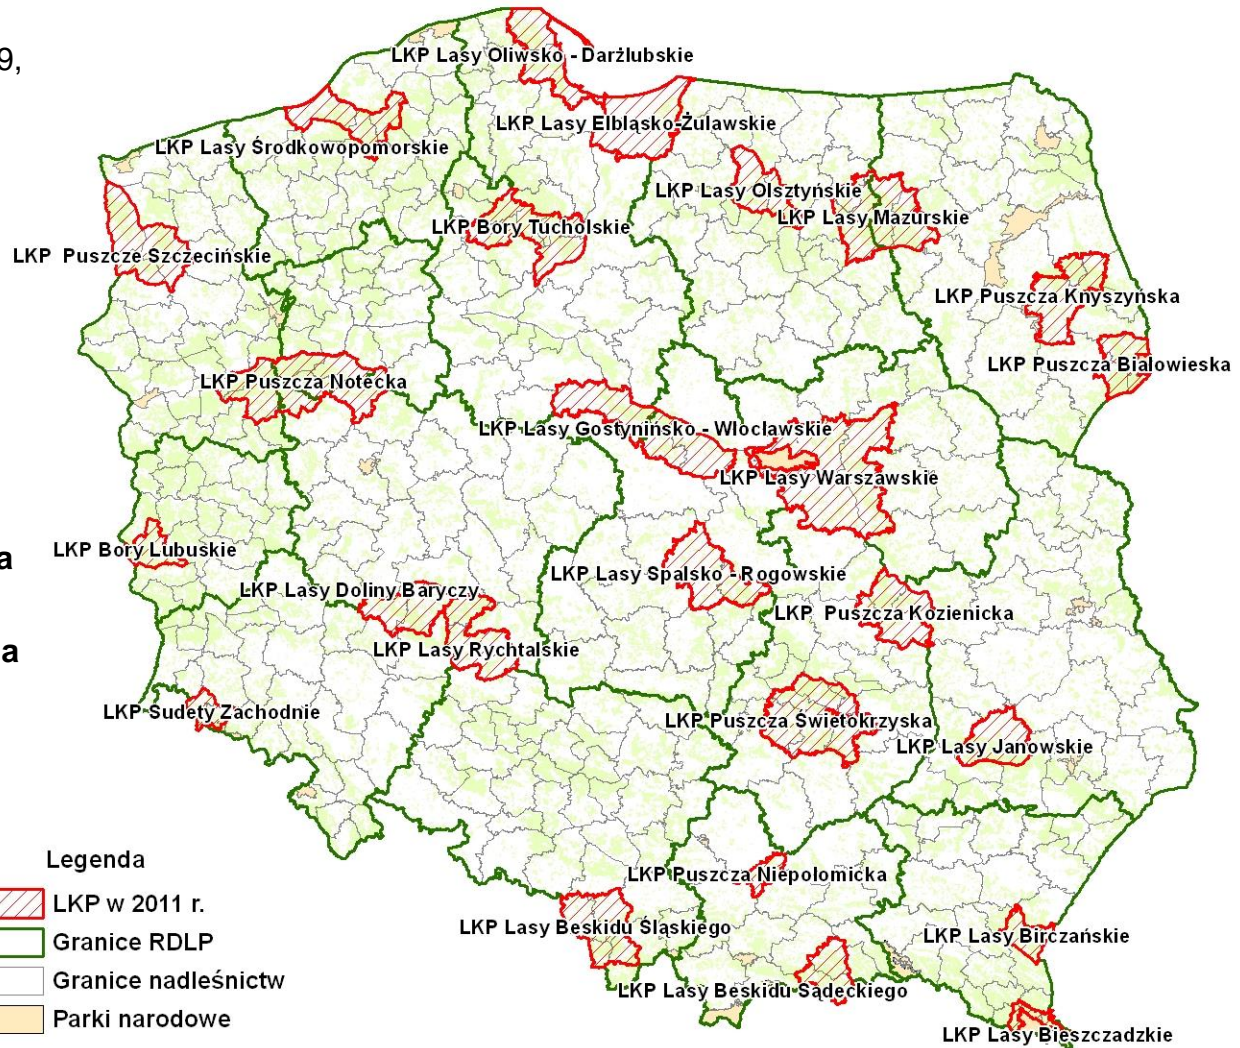 9,
LKP Lasy Oliwsko - Darżlubskie
LKP Lasy Elbląsko-Żulawskie
LKP Lasy Środkowopomorskie
LKP Lasy Olsztyńskie
LKP Lasy Mazurskie
LKP Bory Tucholskie
LKP  Puszcze Szczecińskie
LKP Puszcza Knyszyńska
LKP Puszcza Bialowieska
LKP Puszcza Notecka
LKP Lasy Gostynińsko - Wlocławskie
LKP Lasy Warszawskie
LKP Bory Lubuskie
a
LKP Lasy Spalsko - Rogowskie
LKP Lasy Doliny Baryczy
LKP  Puszcza Kozienicka
LKP Lasy Rychtalskie
a
LKP Sudety Zachodnie
LKP Puszcza Świetokrzyska
LKP Lasy Janowskie
LKP Puszcza Niepołomicka
LKP Lasy Beskidu Śląskiego
LKP Lasy Birczańskie
LKP Lasy Beskidu Sądeckiego
LKP Lasy Bieszczadzkie
Legenda
LKP w 2011 r.
Granice RDLP
Granice nadleśnictw
Parki narodowe